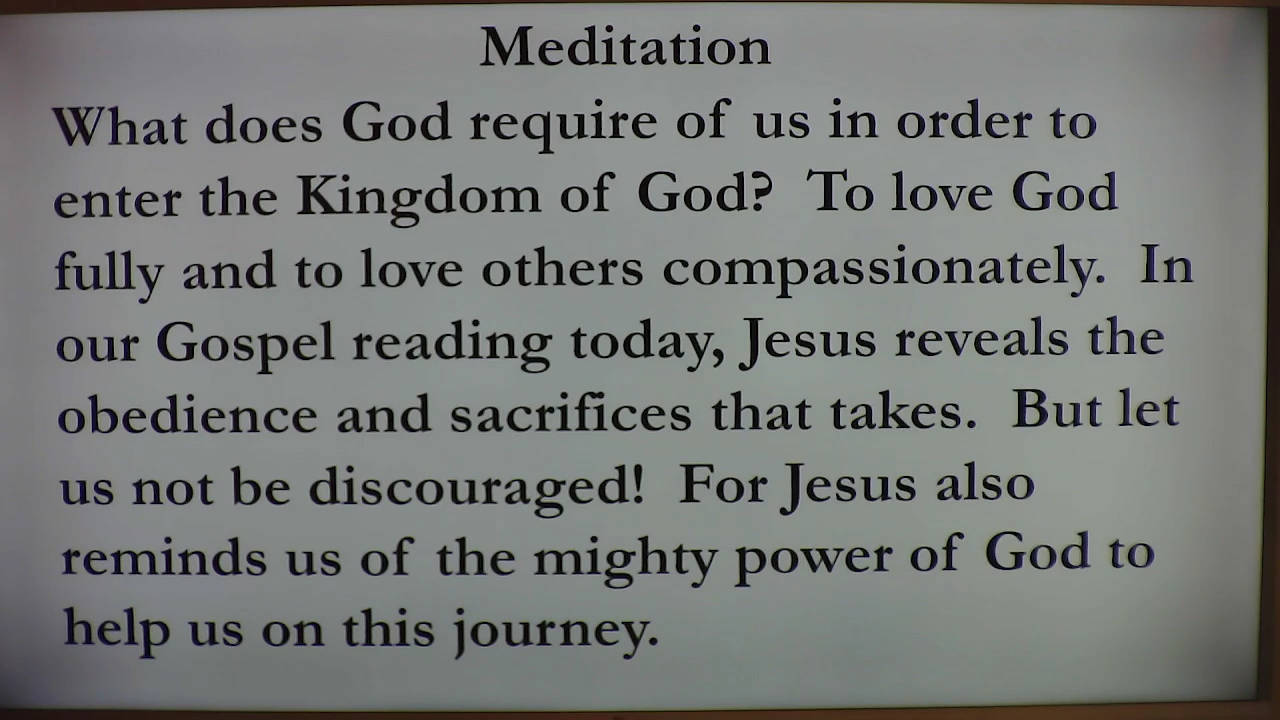 Meditation
What does God require of us in order to
enter the Kingdom of God? To love God
fully and to love others compassionately. In
our Gospel reading today, Jesus reveals the
obedience and sacrifices that takes. But let
us not be discouraged! For Jesus also
reminds us of the mighty power of God to
help us on this journey.